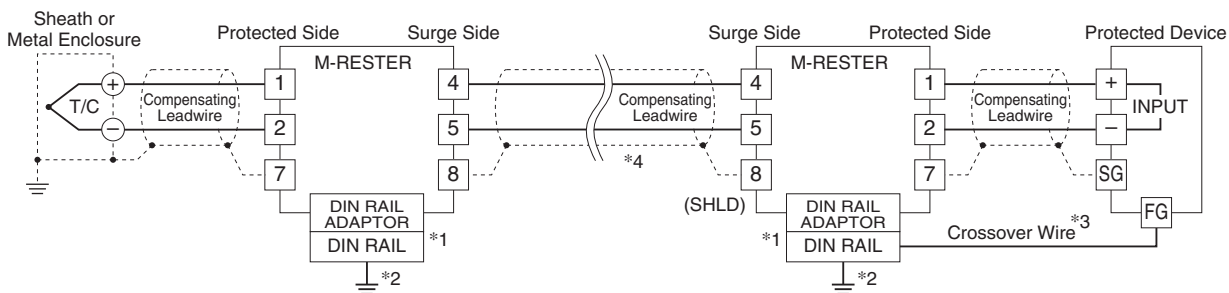 Sheath or
Metal Enclosure
Protected Side
Surge Side
Surge Side
Protected Side
Protected Device
M-RESTER
M-RESTER
+
1
4
4
1
+
T/C
Compensating
Leadwire
Compensating
Leadwire
Compensating
Leadwire
INPUT
−
2
5
5
2
−
*4
7
8
8
7
SG
(SHLD)
DIN RAIL
ADAPTOR
DIN RAIL
ADAPTOR
FG
*1
*1
DIN RAIL
DIN RAIL
Crossover Wire*3
*2
*2